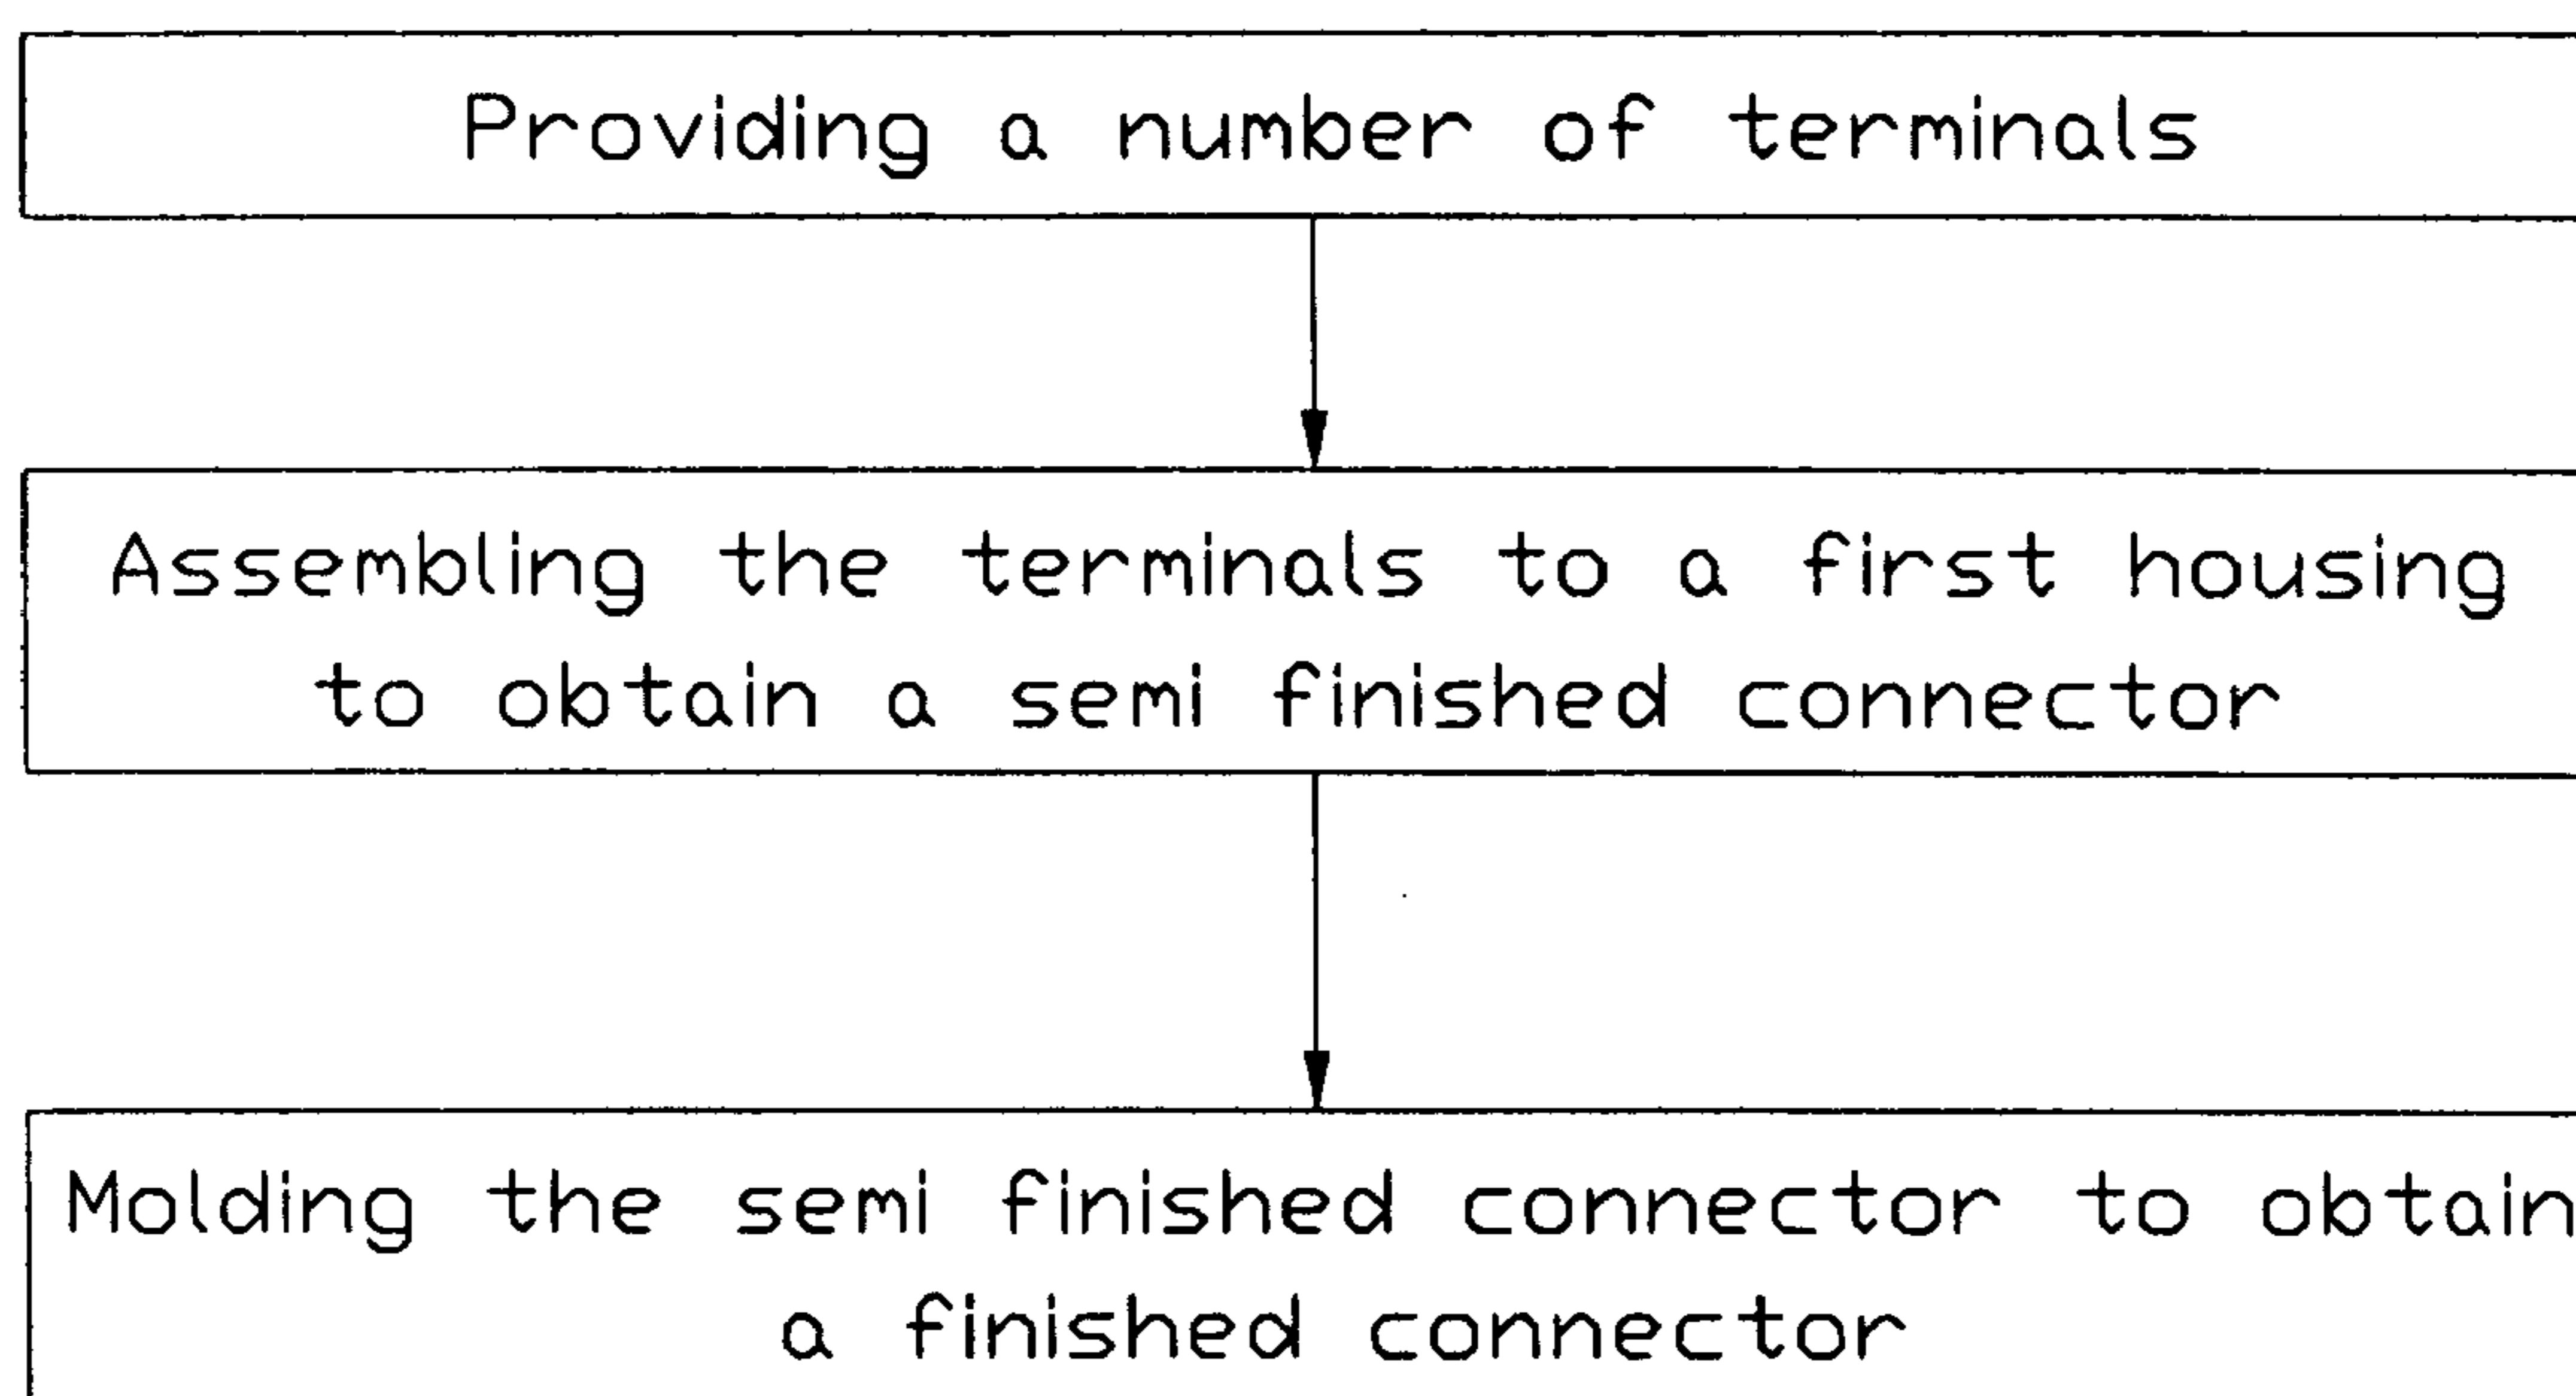 Providing a number of terminals
Assembling the terminals to a first housing
to obtain a semi finished connector
Molding the semi finished connector to obtain
a finished connector